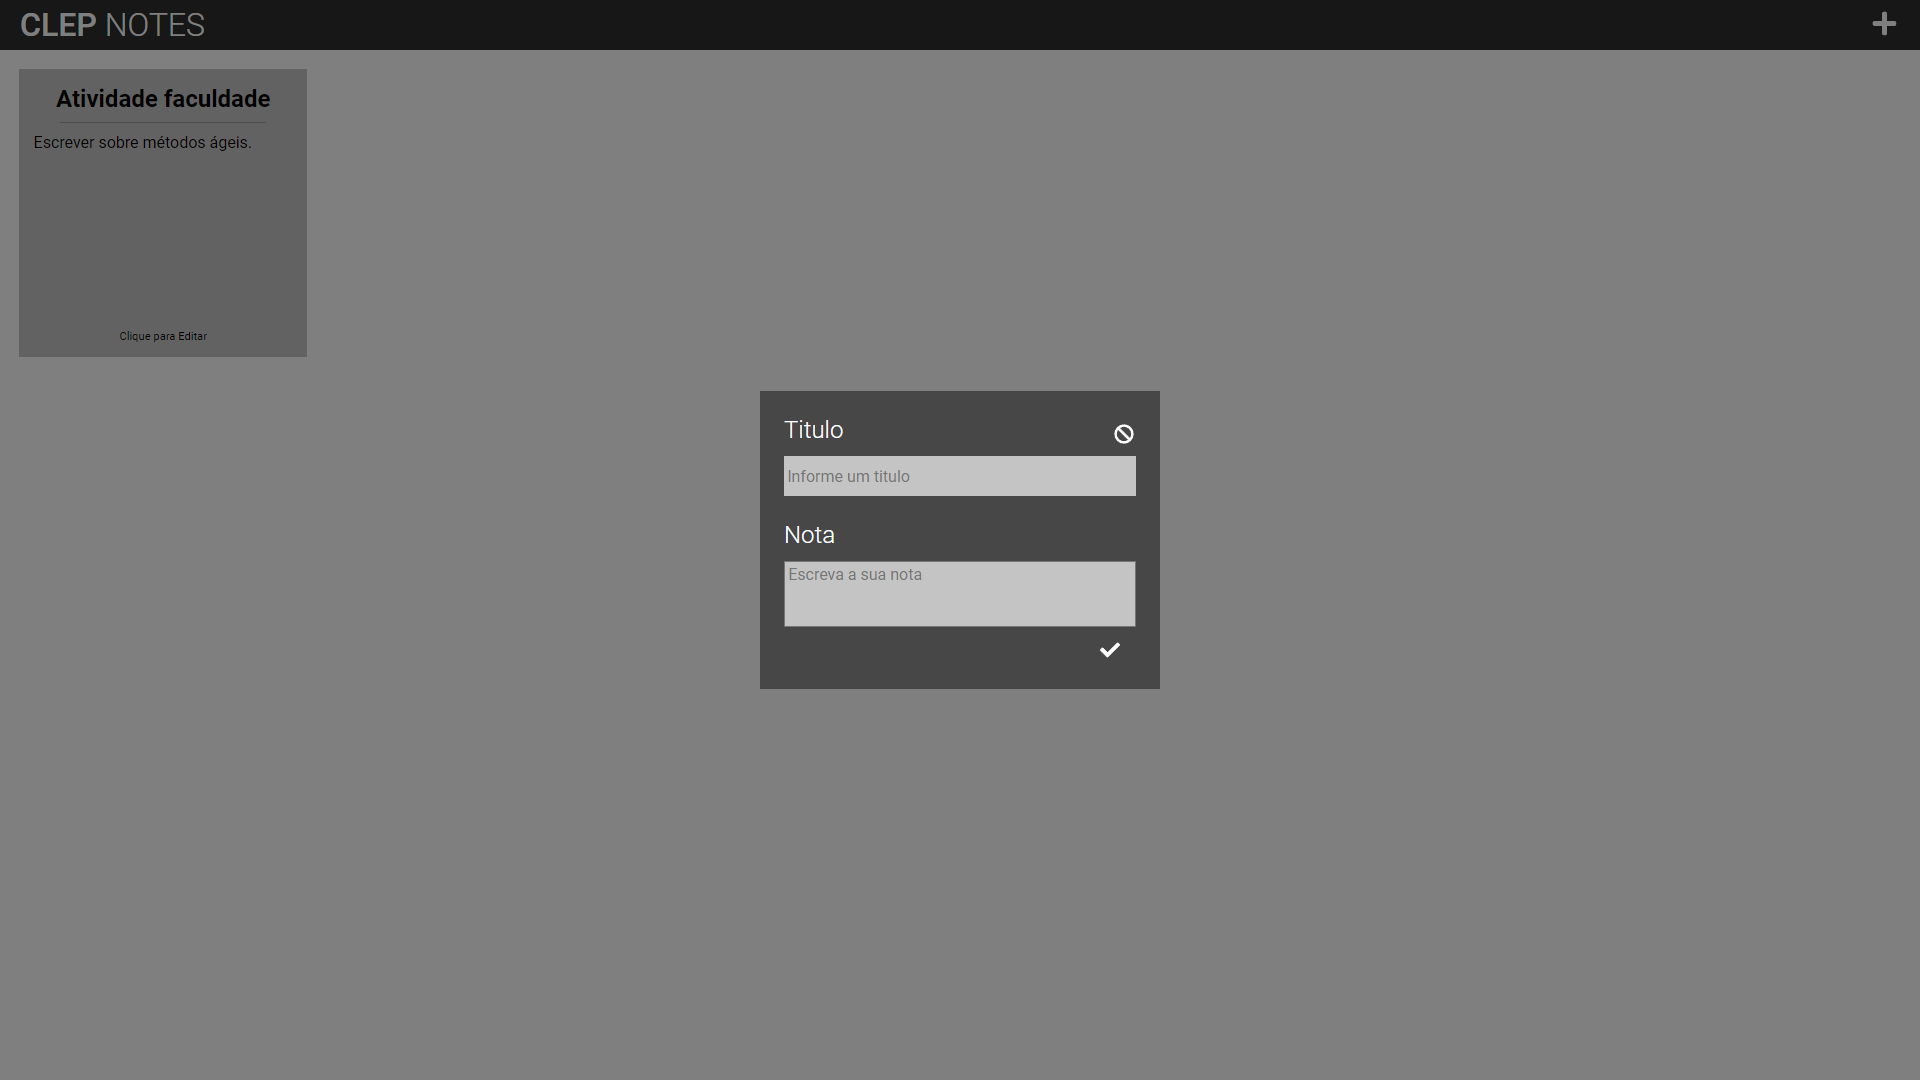 CLEP NOTES
Atividade faculdade
Escrever sobre métodos ágeis.
Clique para Editar
Titulo
Informe um titulo
Nota
Escreva a sua nota